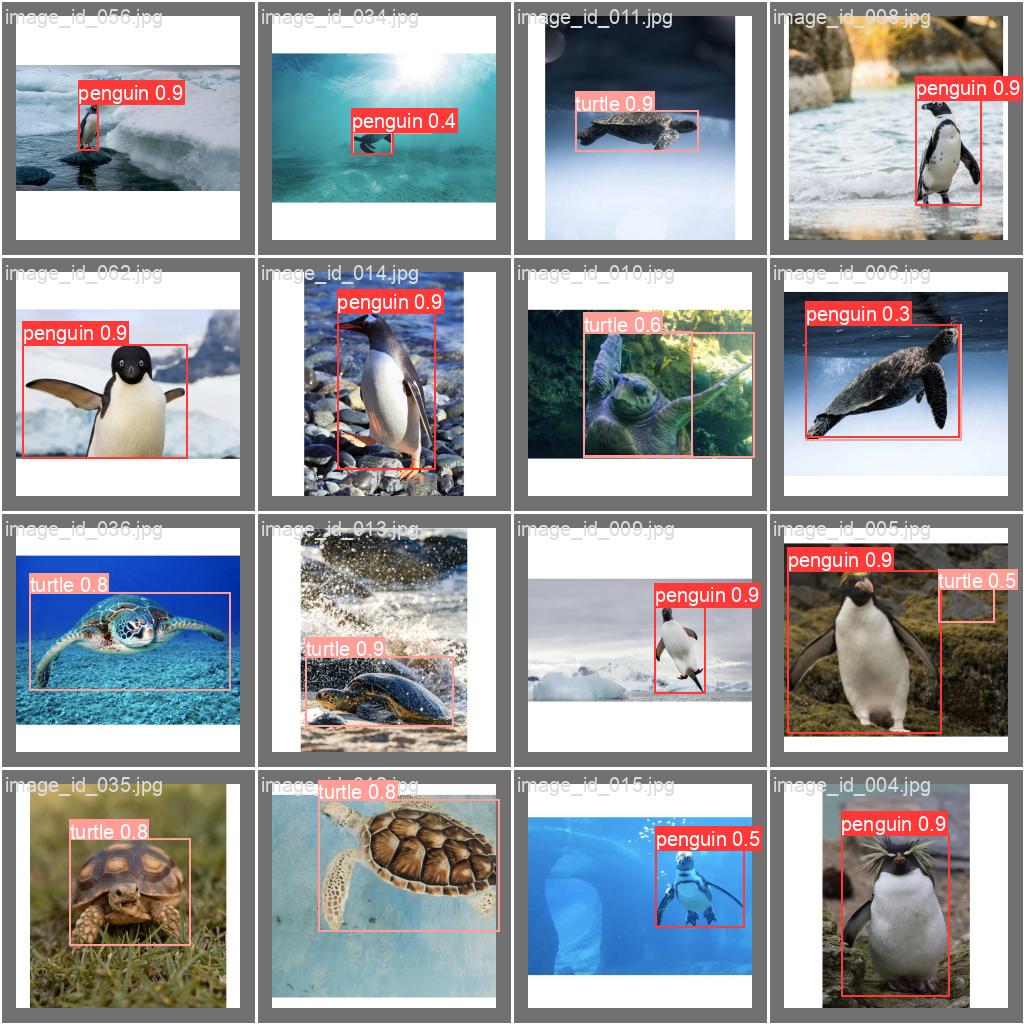 image_id_056.jpg
penguin 0.9
image_id_034.jpg
penguin 0.4
image_id_011.jpg
turtle 0.9
image_id_008.jpg
penguin 0.9
image_id_062.jpg
penguin 0.9
image_id_014.jpg
penguin 0.9
image_id_010.jpg
turtle 0.6
image_id_006.jpg
penguin 0.3
image_id_036.jpg
turtle 0.8
image_id_013.jpg
turtle 0.9
image_id_009.jpg
penguin 0.9
image_id_005.jpg
penguin 0.9
turtle 0.5
image_id_035.jpg
turtle 0.8
turtle 0.8
image_id_015.jpg
penguin 0.5
image_id_004.jpg
penguin 0.9